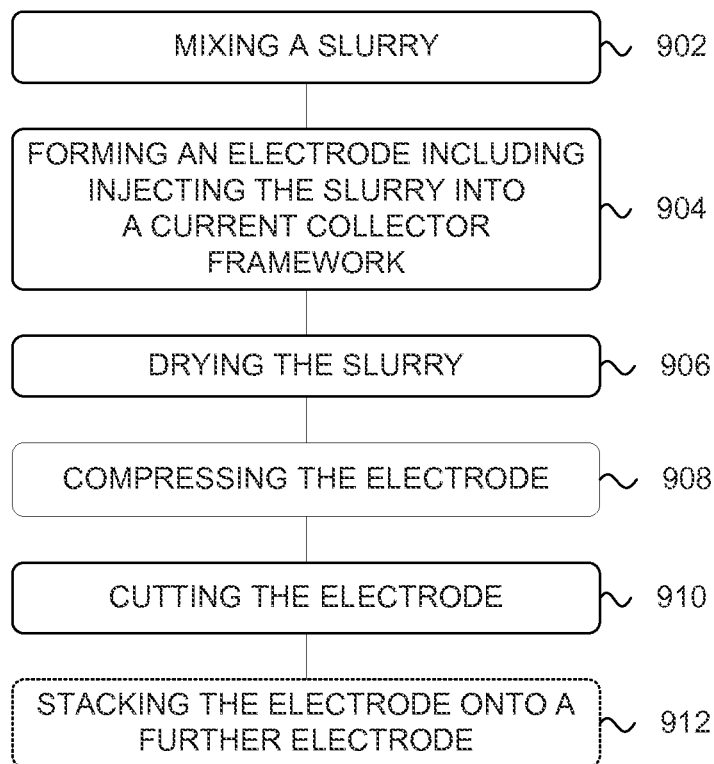 MIXING A SLURRY
902
FORMING AN ELECTRODE INCLUDING
INJECTING THE SLURRY INTO
A CURRENT COLLECTOR
FRAMEWORK
904
DRYING THE SLURRY
906
COMPRESSING THE ELECTRODE
908
CUTTING THE ELECTRODE
910
STACKING THE ELECTRODE ONTO A
FURTHER ELECTRODE
912